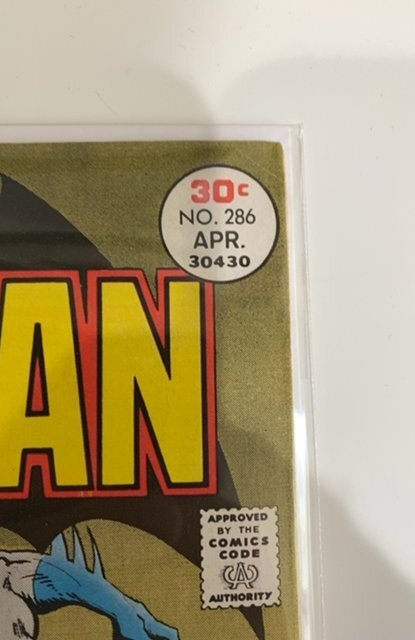 30¢
NO. 286
APR.
30430
AN
APPROVED
BY THE
COMICS
CODE
CA
AUTHORITY